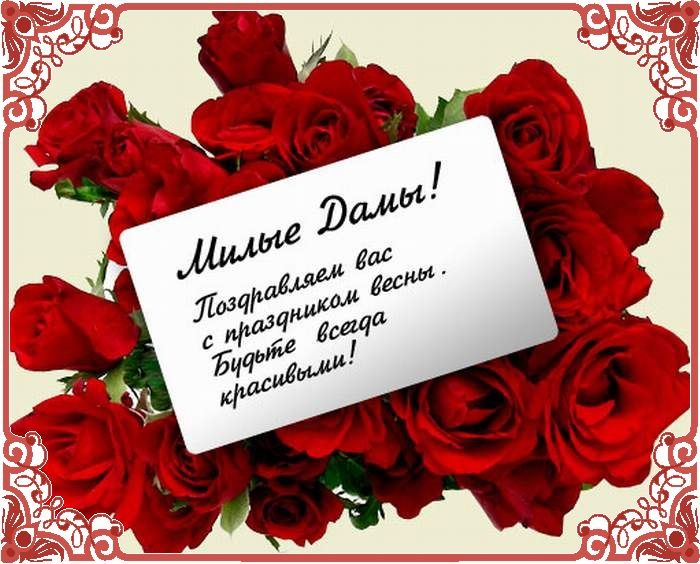 Милые Дамы!
Поздравляем вас
с праздником весны.
Будьте всегда
красивыми!